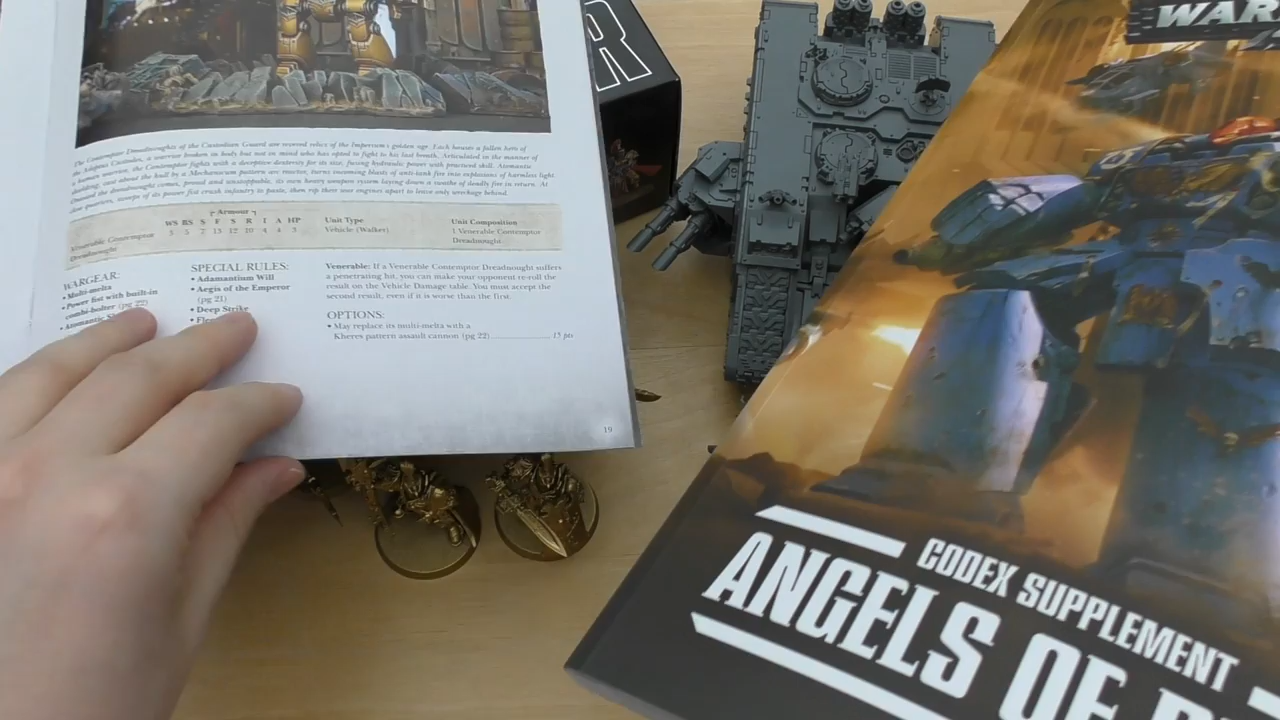 The Contemptor Dreadnoughts of the Custodian Guard are revered relics of the Imperium's golden age. Each houses a fallen hero of
the Adeptus Custodes, a warrior broken in body but not in mind who has opted to fight to his last breath. Articulated in the manner of
a human warrior, the Contemptor fights with a deceptive dexterity for its size, fusing hydraulic power with practised skill. Atomantic
shielding, cast about the hull by a Mechanicum pattern arc reactor, turns incoming blasts of anti-tank fire into explosions of harmless light.
Onward the dreadnought comes, proud and unstoppable, its own heavy weapon system laying down a tempest of deadly fire in return. At
close quarters, sweeps of its power fist crush infantry to paste, then rip their war engines apart to leave only wreckage behind.
Armour
WS BS S F S R I A HP
Unit Type
Unit Composition
Venerable Contemptor
Dreadnought
5 5 7 13 12 10 4 4 3
Vehicle (Walker)
1 Venerable Contemptor
Dreadnought
WARGEAR:
• Multi-melta
• Power fist with built-in
combi-bolter (pg 22)
• Atomantic
SPECIAL RULES:
• Adamantium Will
• Aegis of the Emperor
(pg 21)
• Deep Strike
Venerable: If a Venerable Contemptor Dreadnought suffers
a penetrating hit, you can make your opponent re-roll the
result on the Vehicle Damage table. You must accept the
second result, even if it is worse than the first.
OPTIONS:
• May replace its multi-melta with a
Kheres pattern assault cannon (pg 22) 15 pts
19
R
WAR
CODEX SUPPLEMENT
ANGELS OF